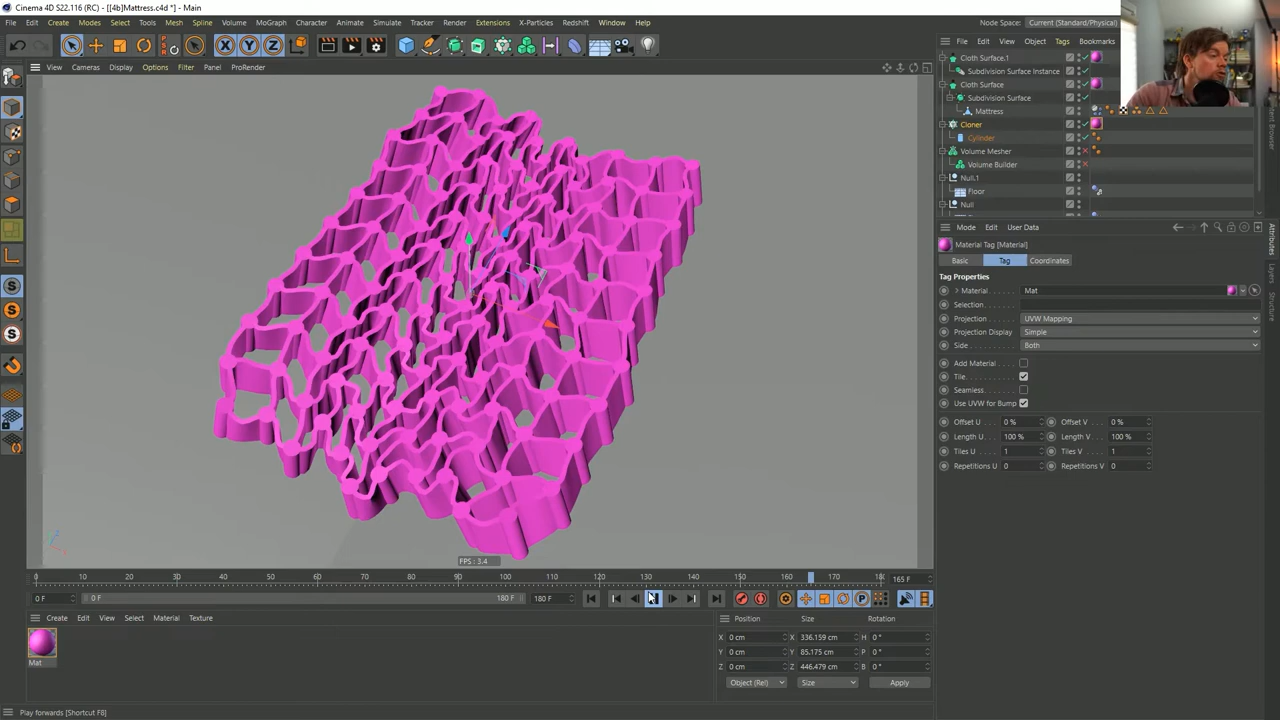 Cinema 4D S22.116 (RC) - [[4b]Mattress.c4d *] - Main
File Edit Create Modes Select Tools Mesh Splines Volume MoGraph Character Animate Simulate Tracker Render Extensions X-Particles Redshift Window Help
Node Space: Current (Standard/Physical)
File Edit View Object Tags Bookmarks
View Cameras Display Options Filter Panel ProRender
Cloth Surface.1
Subdivision Surface Instance
Cloth Surface
Subdivision Surface
Mattress
Cloner
Cylinder
Volume Mesher
Volume Builder
Null.1
Floor
Null
Attributes
Layers
Structure
Mode Edit User Data
Material Tag [Material]
Basic Tag Coordinates
Tag Properties
Material Mat
Selection
Projection UVW Mapping
Projection Display Simple
Side Both
Add Material
Tile
Seamless
Use UVW for Bump
Offset U 0 % Offset V 0 %
Length U 100 % Length V 100 %
Tiles U 1 Tiles V 1
Repetitions U 0 Repetitions V 0
FPS : 3.4
0 10 20 30 40 50 60 70 80 90 100 110 120 130 140 150 160 170 180 165 F
0 F 0 F 180 F 180 F
Create Edit View Select Material Texture
Mat
Position Size Rotation
X 0 cm X 336.159 cm H 0 °
Y 0 cm Y 85.175 cm P 0 °
Z 0 cm Z 446.479 cm B 0 °
Object (Rel) Size Apply
Play forwards [Shortcut F8]